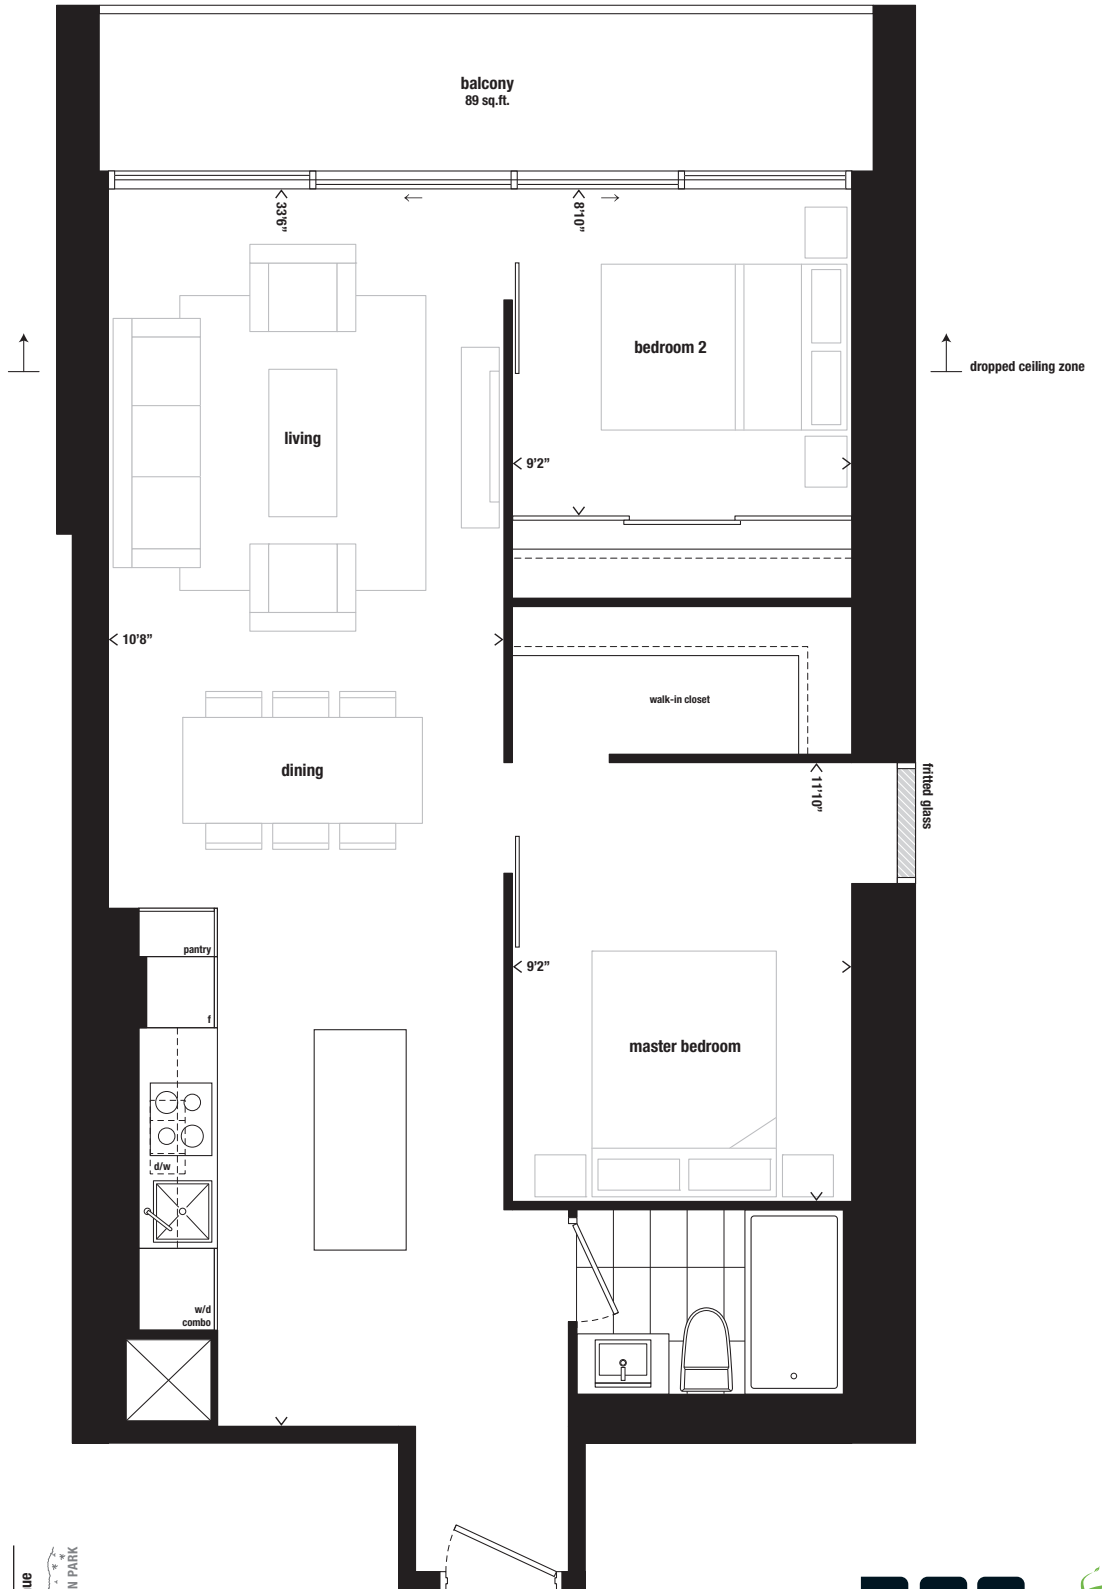 balcony
89 sq.ft.
33'6"
8'10"
bedroom 2
dropped ceiling zone
living
9'2"
10'8"
walk-in closet
dining
11'10"
fritted glass
pantry
9'2"
f
master bedroom
d/w
w/d
combo
N PARK